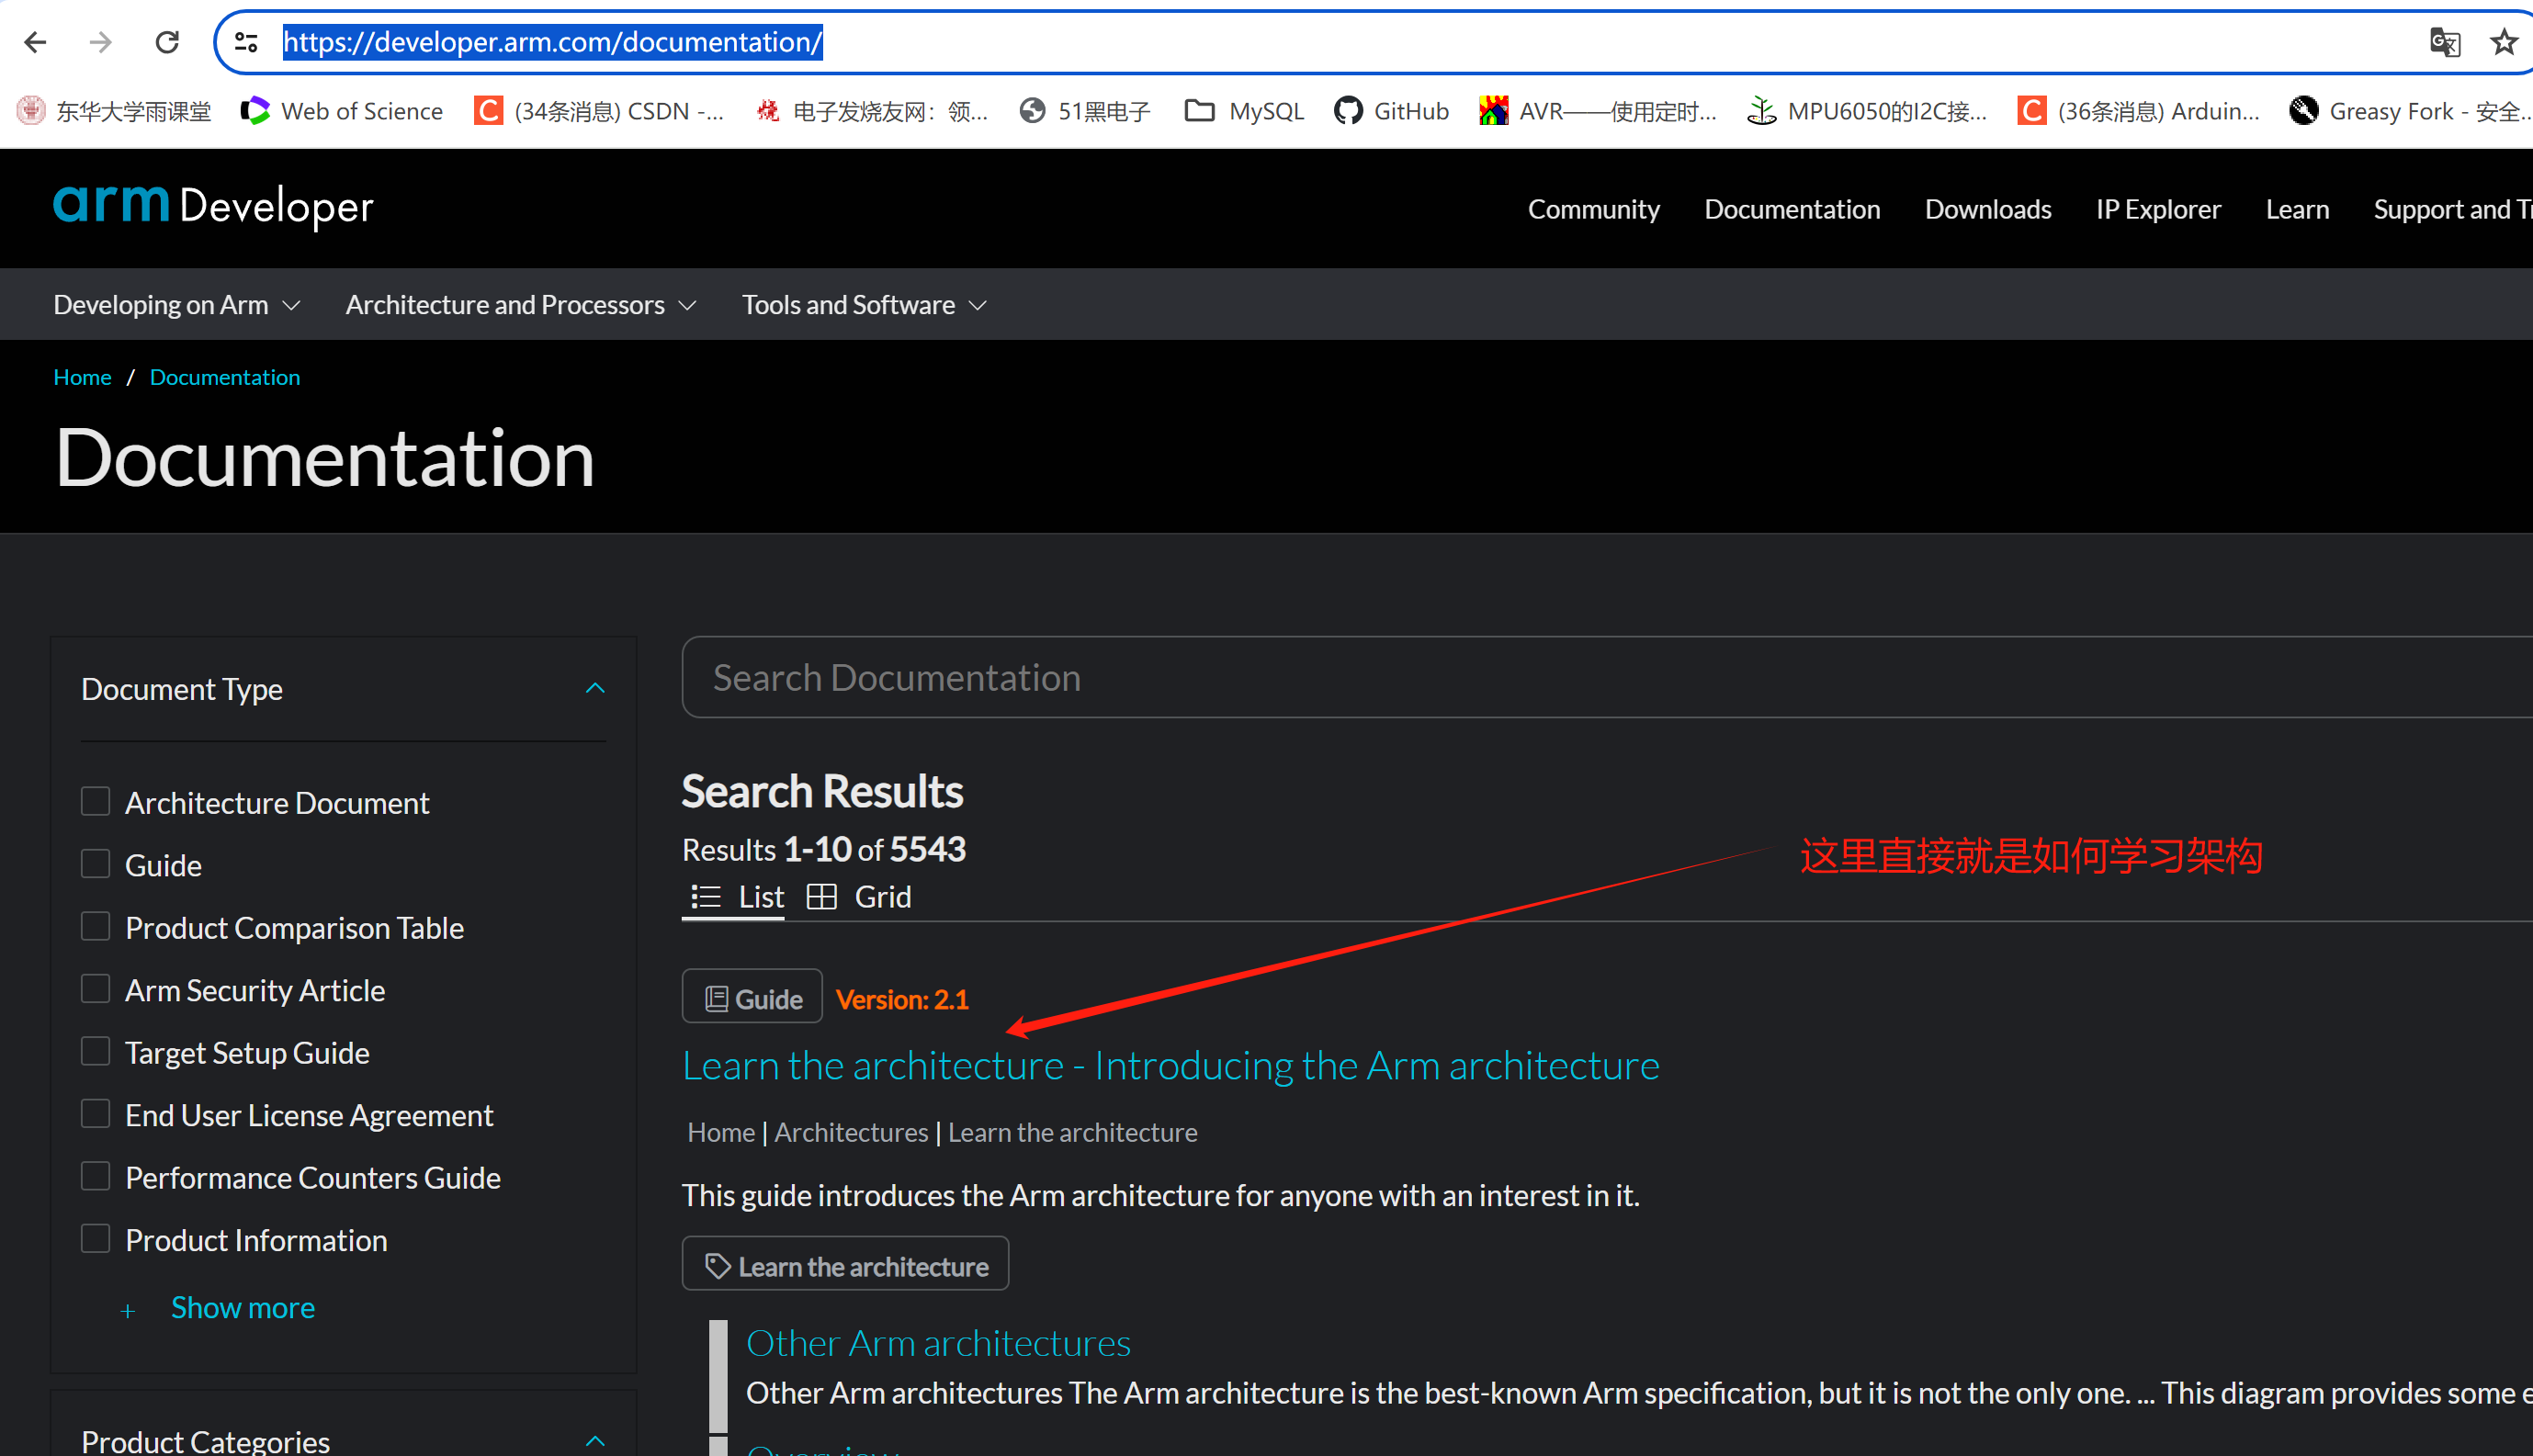 https://developer.arm.com/documentation/
东华大学雨课堂 Web of Science (34条消息) CSDN -... 电子发烧友网：领... 51黑电子 MySQL GitHub AVR——使用定时... MPU6050的I2C接... (36条消息) Arduin... Greasy Fork - 安全...
arm Developer Community Documentation Downloads IP Explorer Learn Support and Tr
Developing on Arm Architecture and Processors Tools and Software
Home / Documentation
Documentation
Document Type
Architecture Document
Guide
Product Comparison Table
Arm Security Article
Target Setup Guide
End User License Agreement
Performance Counters Guide
Product Information
+ Show more
Product Categories
Search Documentation
Search Results
Results 1-10 of 5543
List Grid
这里直接就是如何学习架构
Guide Version: 2.1
Learn the architecture - Introducing the Arm architecture
Home | Architectures | Learn the architecture
This guide introduces the Arm architecture for anyone with an interest in it.
Learn the architecture
Other Arm architectures
Other Arm architectures The Arm architecture is the best-known Arm specification, but it is not the only one. ... This diagram provides some e
Overview